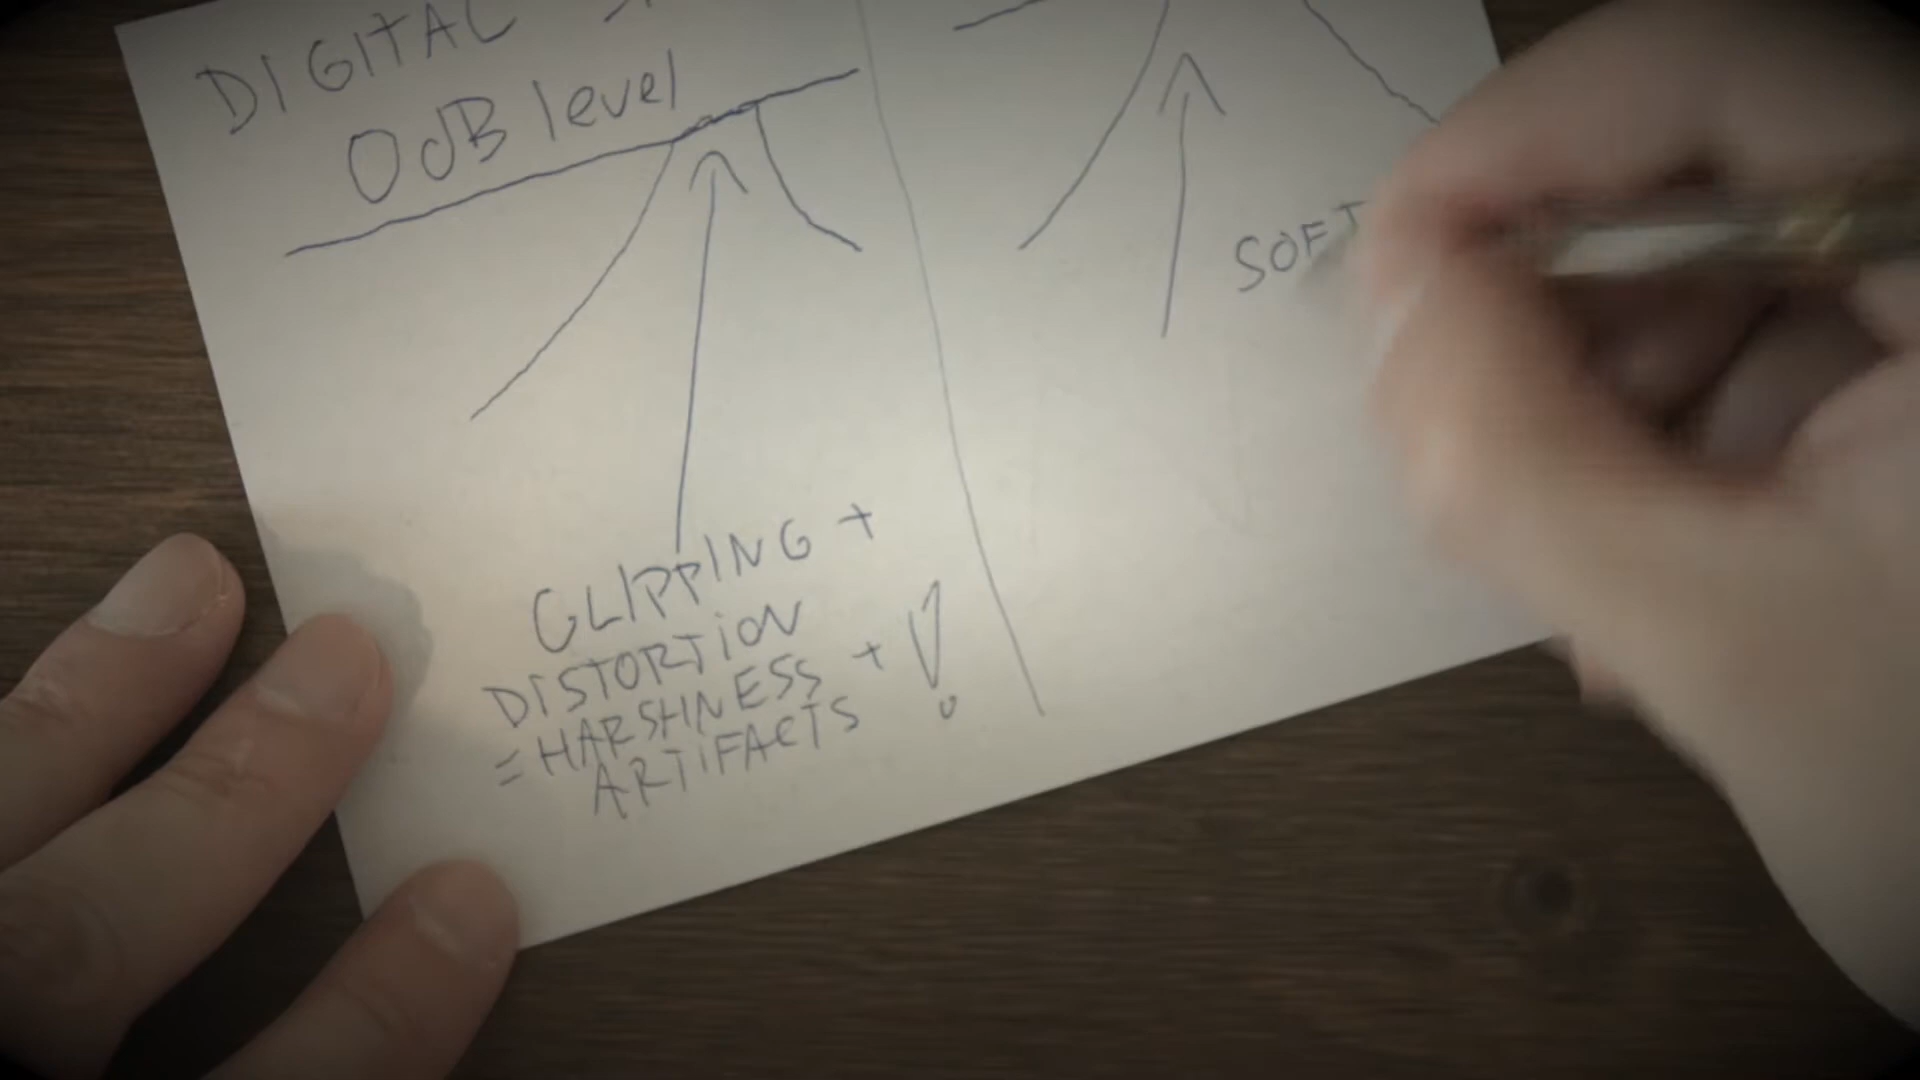 DIGITAL
0dB level
CLIPPING +
DISTORTION
= HARSHNESS + !
ARTIFACTS
SOFT